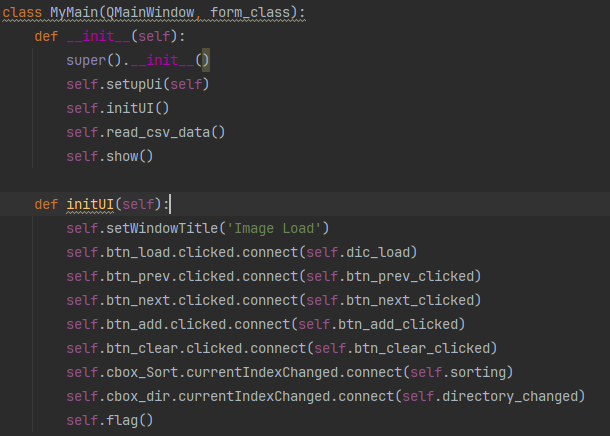 class MyMain(QMainWindow, form_class):
    def __init__(self):
        super().__init__()
        self.setupUi(self)
        self.initUI()
        self.read_csv_data()
        self.show()
    def initUI(self):
        self.setWindowTitle('Image Load')
        self.btn_load.clicked.connect(self.dic_load)
        self.btn_prev.clicked.connect(self.btn_prev_clicked)
        self.btn_next.clicked.connect(self.btn_next_clicked)
        self.btn_add.clicked.connect(self.btn_add_clicked)
        self.btn_clear.clicked.connect(self.btn_clear_clicked)
        self.cbox_Sort.currentIndexChanged.connect(self.sorting)
        self.cbox_dir.currentIndexChanged.connect(self.directory_changed)
        self.flag()